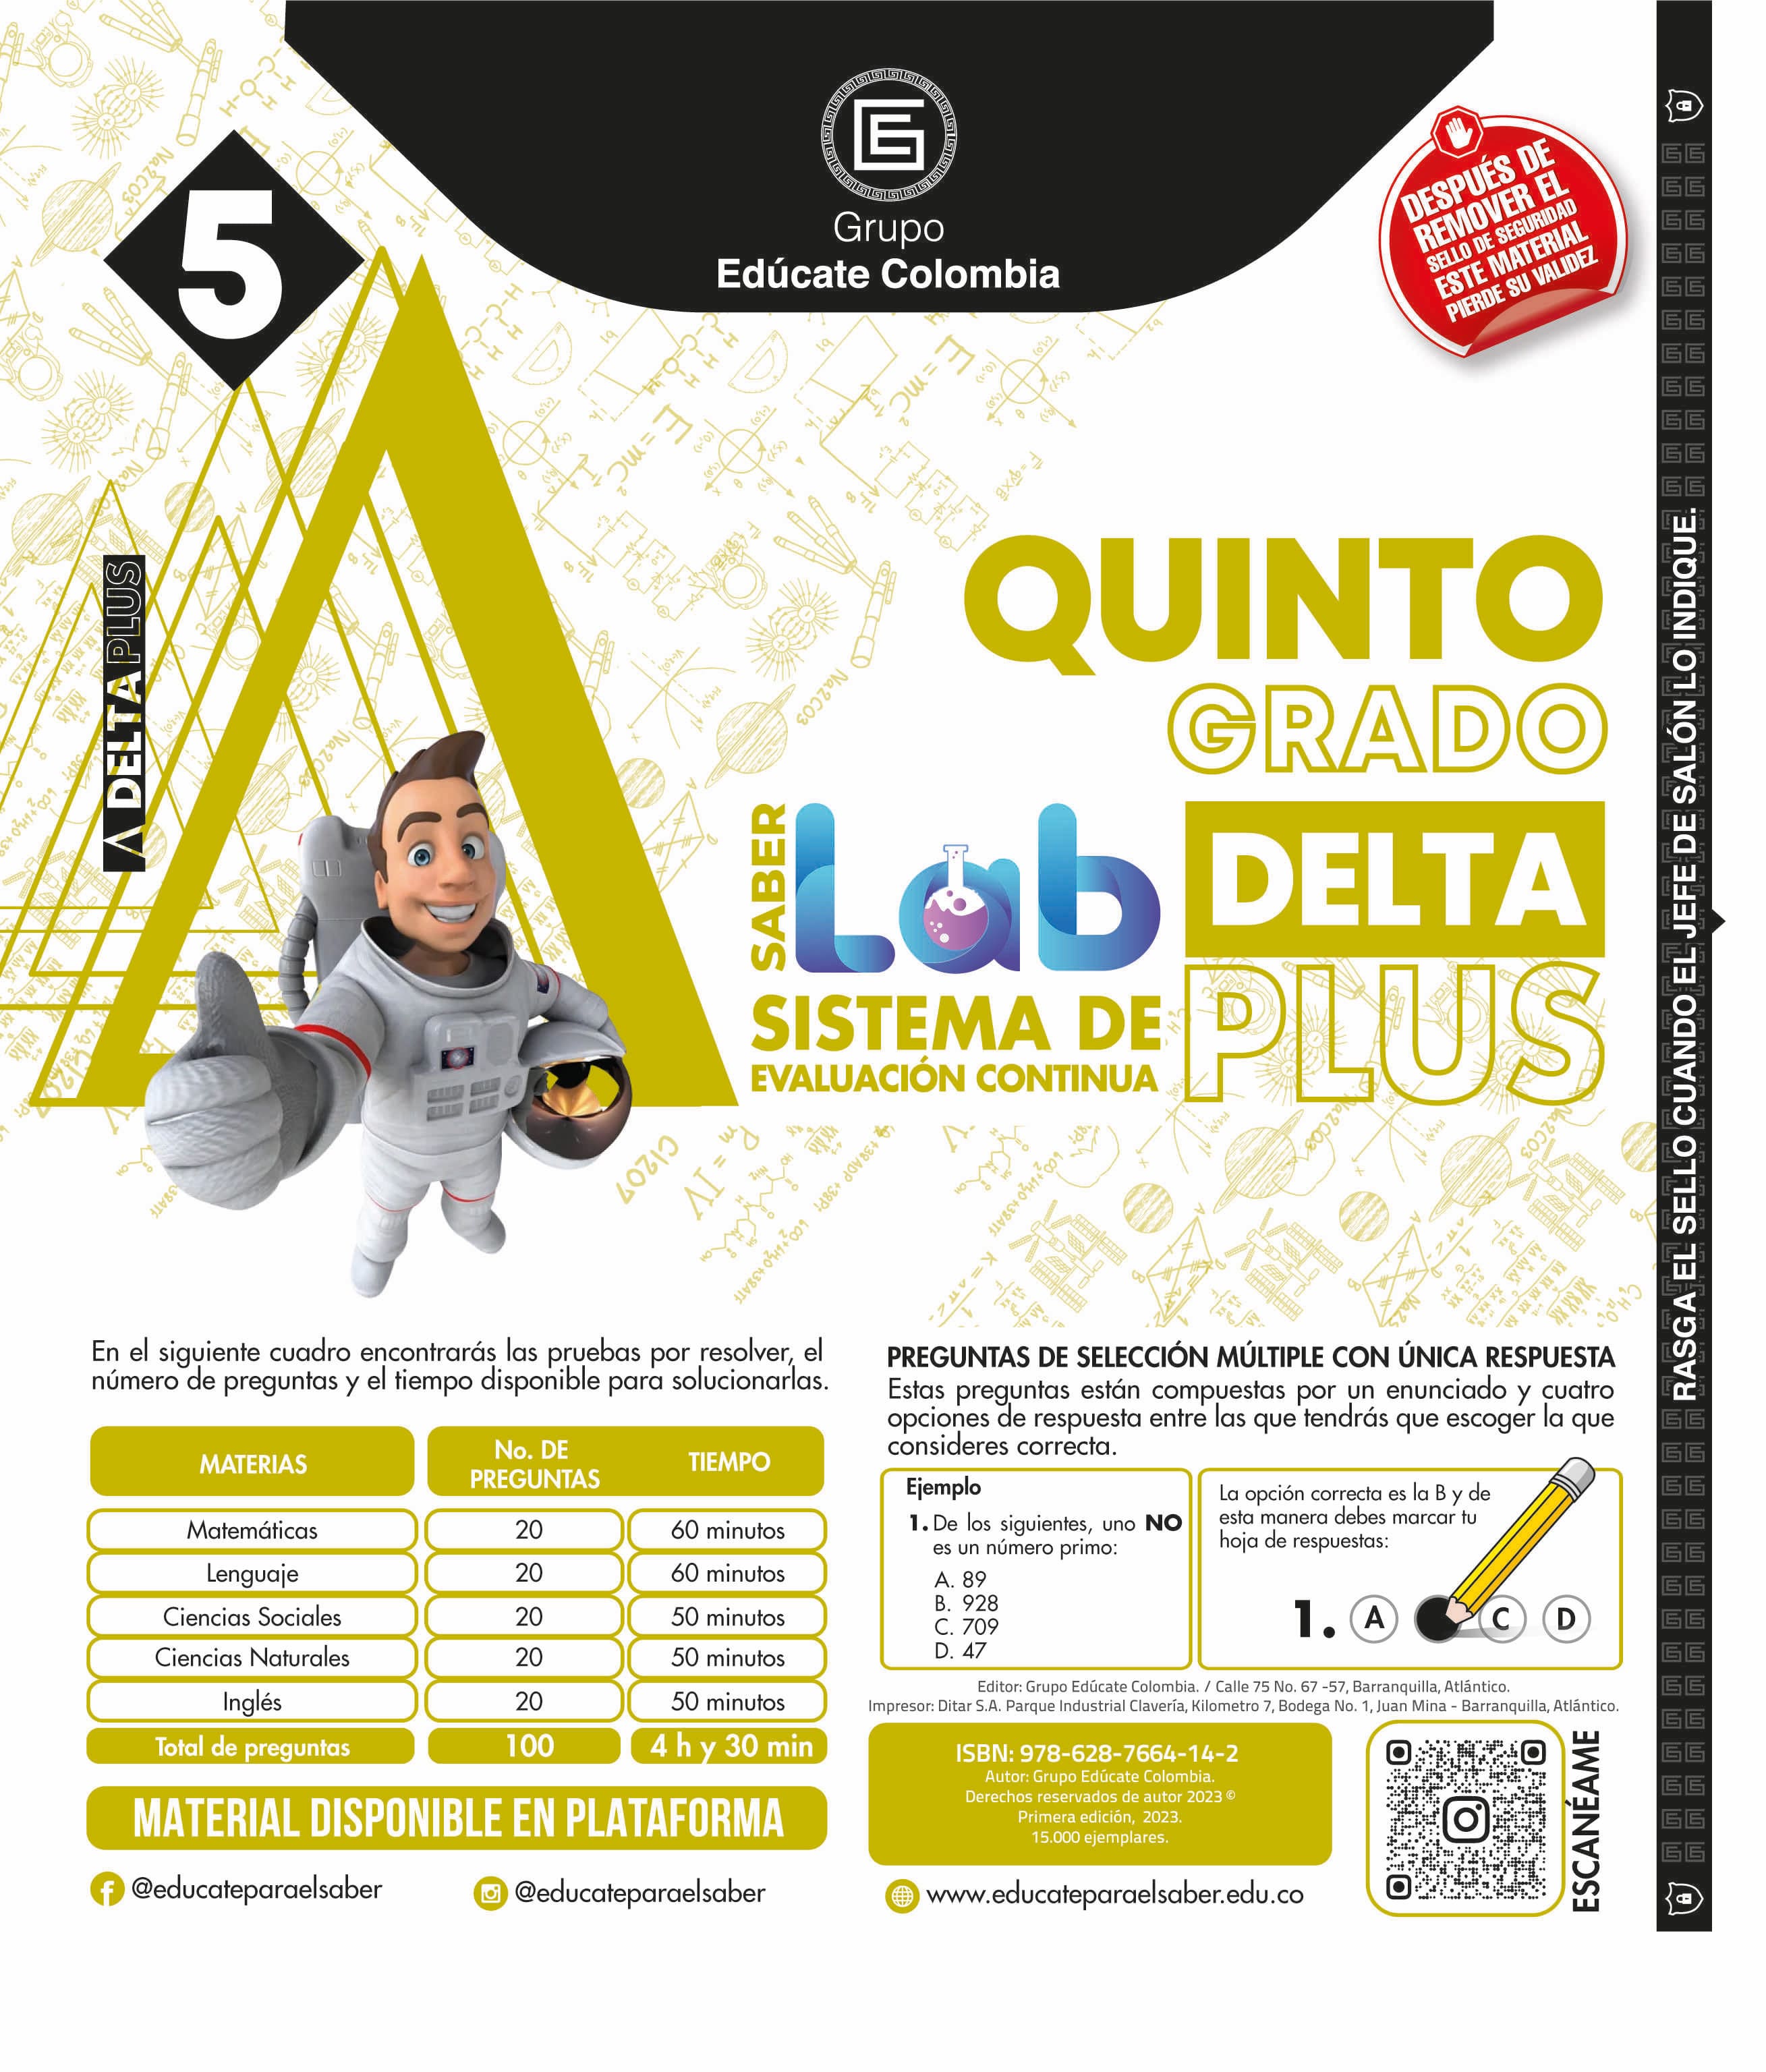 Grupo
Edúcate Colombia
5
DESPUÉS DE
REMOVER EL
SELLO DE SEGURIDAD
ESTE MATERIAL
PIERDE SU VALIDEZ
DELTA PLUS
QUINTO
GRADO
SABER
Lab
DELTA
PLUS
SISTEMA DE
EVALUACIÓN CONTINUA
RASGA EL SELLO CUANDO EL JEFE DE SALÓN LO INDIQUE.
En el siguiente cuadro encontrarás las pruebas por resolver, el
número de preguntas y el tiempo disponible para solucionarlas.
MATERIAS No. DE PREGUNTAS TIEMPO
Matemáticas 20 60 minutos
Lenguaje 20 60 minutos
Ciencias Sociales 20 50 minutos
Ciencias Naturales 20 50 minutos
Inglés 20 50 minutos
Total de preguntas 100 4 h y 30 min
MATERIAL DISPONIBLE EN PLATAFORMA
@educateparaelsaber @educateparaelsaber
PREGUNTAS DE SELECCIÓN MÚLTIPLE CON ÚNICA RESPUESTA
Estas preguntas están compuestas por un enunciado y cuatro
opciones de respuesta entre las que tendrás que escoger la que
consideres correcta.
Ejemplo
1. De los siguientes, uno NO
es un número primo:
A. 89
B. 928
C. 709
D. 47
La opción correcta es la B y de
esta manera debes marcar tu
hoja de respuestas:
1. A C D
Editor: Grupo Edúcate Colombia. / Calle 75 No. 67 -57, Barranquilla, Atlántico.
Impresor: Ditar S.A. Parque Industrial Clavería, Kilometro 7, Bodega No. 1, Juan Mina - Barranquilla, Atlántico.
ISBN: 978-628-7664-14-2
Autor: Grupo Edúcate Colombia.
Derechos reservados de autor 2023 ©
Primera edición, 2023.
15.000 ejemplares.
www.educateparaelsaber.edu.co
ESCANÉAME